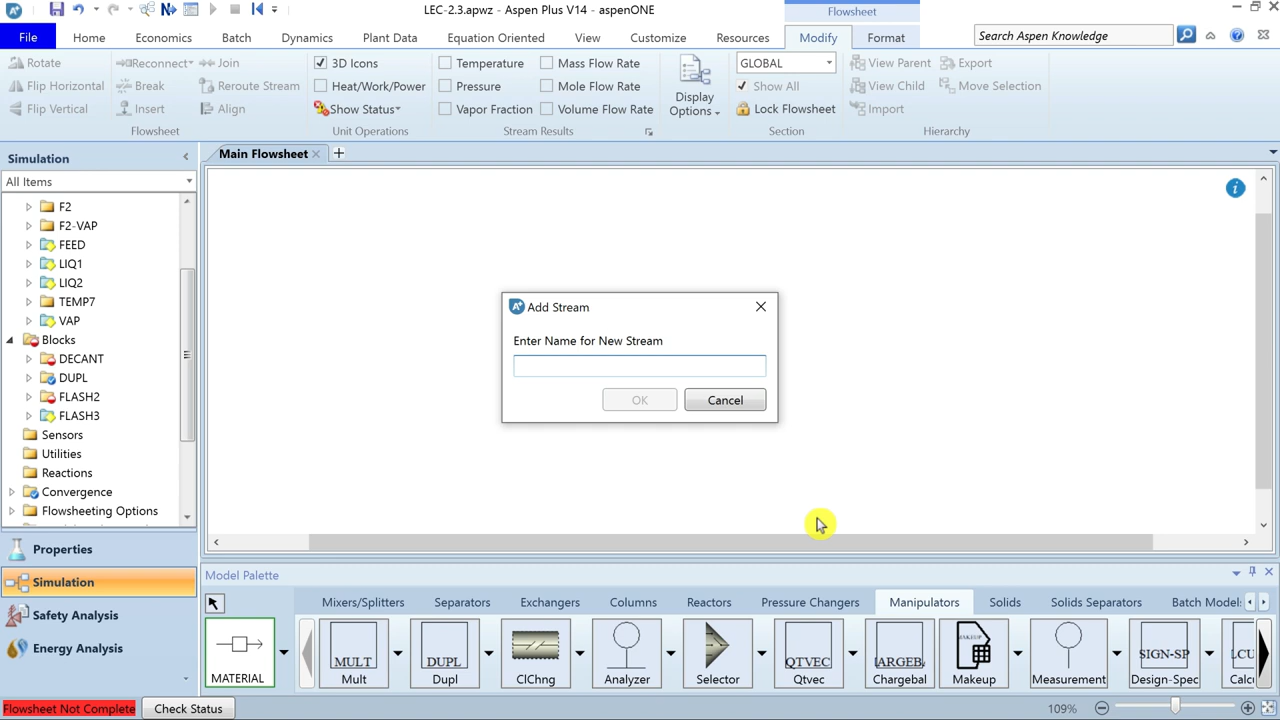 LEC-2.3.apwz - Aspen Plus V14 - aspenONE
Flowsheet
File Home Economics Batch Dynamics Plant Data Equation Oriented View Customize Resources Modify Format Search Aspen Knowledge
Rotate Reconnect Join 3D Icons Temperature Mass Flow Rate GLOBAL View Parent Export
Flip Horizontal Break Reroute Stream Heat/Work/Power Pressure Mole Flow Rate Show All View Child Move Selection
Flip Vertical Insert Align Show Status Vapor Fraction Volume Flow Rate Display Options Lock Flowsheet Import
Flowsheet Unit Operations Stream Results Section Hierarchy
Simulation
Main Flowsheet
All Items
F2
F2-VAP
FEED
LIQ1
LIQ2
TEMP7
VAP
Blocks
DECANT
DUPL
FLASH2
FLASH3
Sensors
Utilities
Reactions
Convergence
Flowsheeting Options
Add Stream
Enter Name for New Stream
OK Cancel
Properties
Simulation
Safety Analysis
Energy Analysis
Model Palette
Mixers/Splitters Separators Exchangers Columns Reactors Pressure Changers Manipulators Solids Solids Separators Batch Model
MULT DUPL QTVEC ARGEB MAKEUP SIGN-SP LCU
MATERIAL Mult Dupl ClChng Analyzer Selector Qtvec Chargebal Makeup Measurement Design-Spec Calcu
Flowsheet Not Complete Check Status 109%